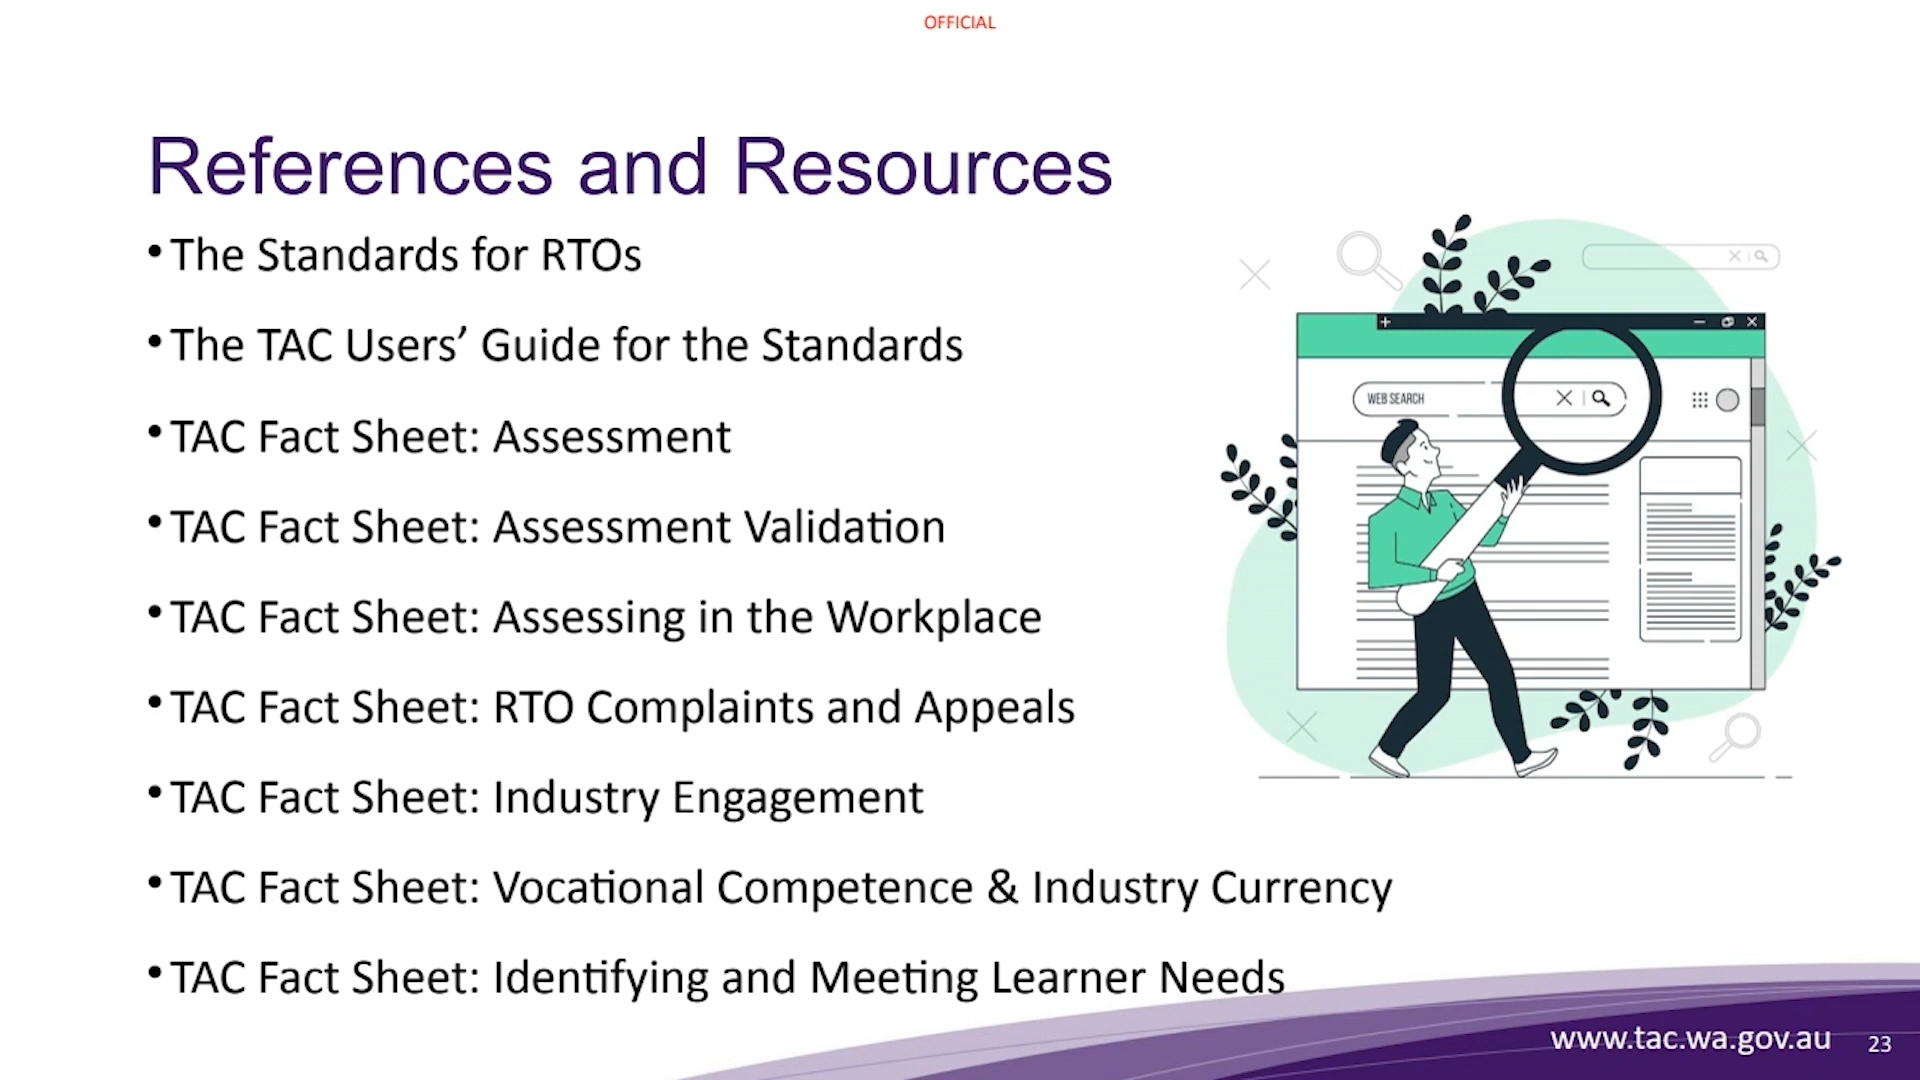 OFFICIAL
References and Resources
• The Standards for RTOs
• The TAC Users’ Guide for the Standards
• TAC Fact Sheet: Assessment
• TAC Fact Sheet: Assessment Validation
• TAC Fact Sheet: Assessing in the Workplace
• TAC Fact Sheet: RTO Complaints and Appeals
• TAC Fact Sheet: Industry Engagement
• TAC Fact Sheet: Vocational Competence & Industry Currency
• TAC Fact Sheet: Identifying and Meeting Learner Needs
WEB SEARCH
www.tac.wa.gov.au
23